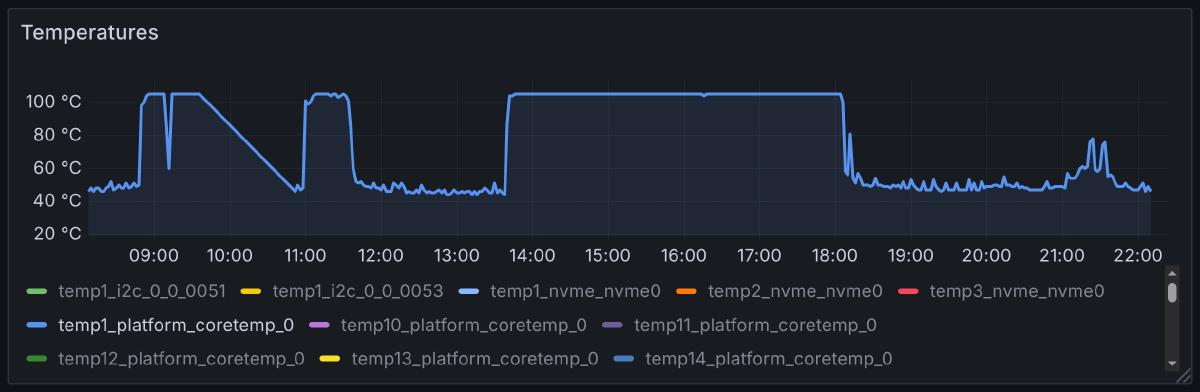 Temperatures
100 °C
80 °C
60 °C
40 °C
20 °C
09:00 10:00 11:00 12:00 13:00 14:00 15:00 16:00 17:00 18:00 19:00 20:00 21:00 22:00
temp1_i2c_0_0_0051 temp1_i2c_0_0_0053 temp1_nvme_nvme0 temp2_nvme_nvme0 temp3_nvme_nvme0
temp1_platform_coretemp_0 temp10_platform_coretemp_0 temp11_platform_coretemp_0
temp12_platform_coretemp_0 temp13_platform_coretemp_0 temp14_platform_coretemp_0